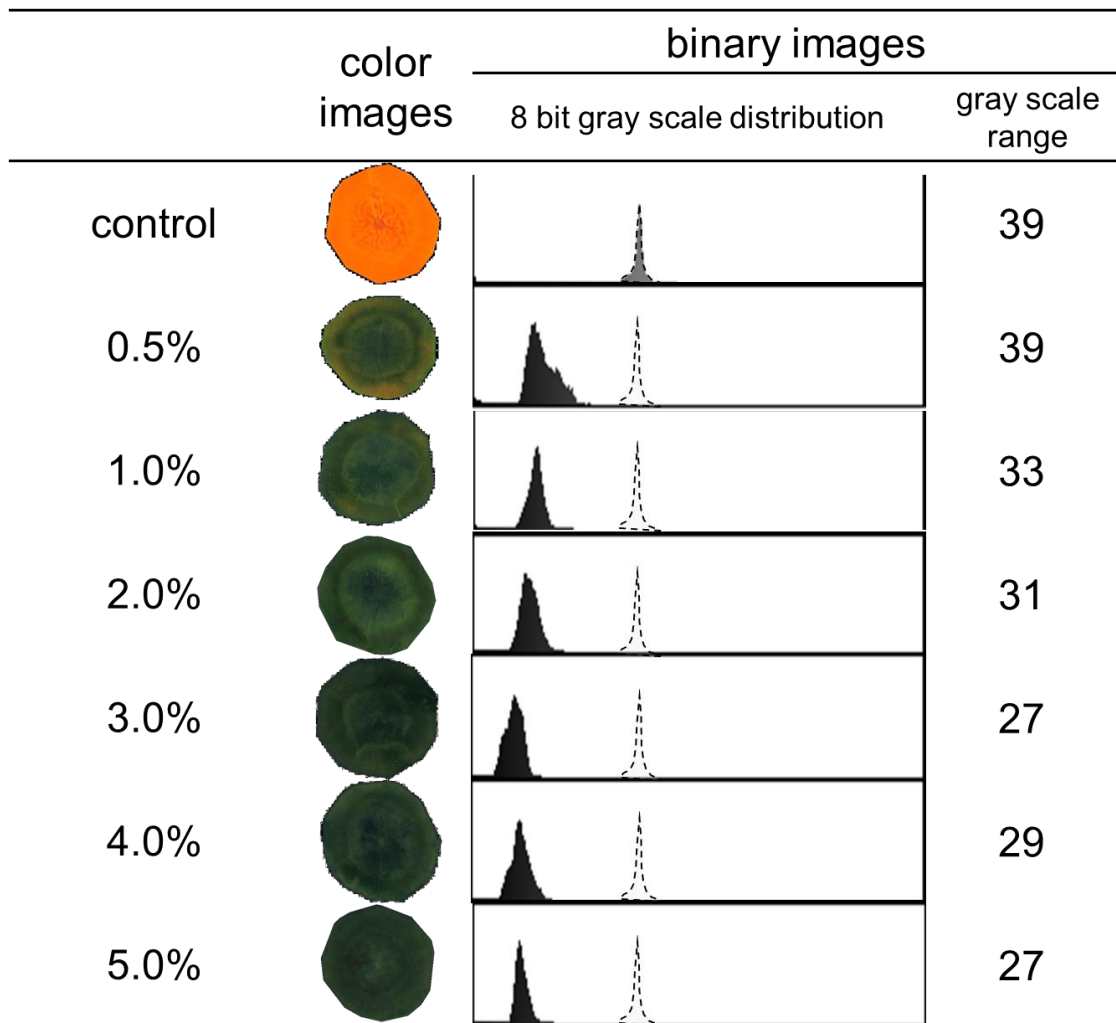 color
images
binary images
8 bit gray scale distribution
gray scale
range
control
39
0.5%
39
1.0%
33
2.0%
31
3.0%
27
4.0%
29
5.0%
27